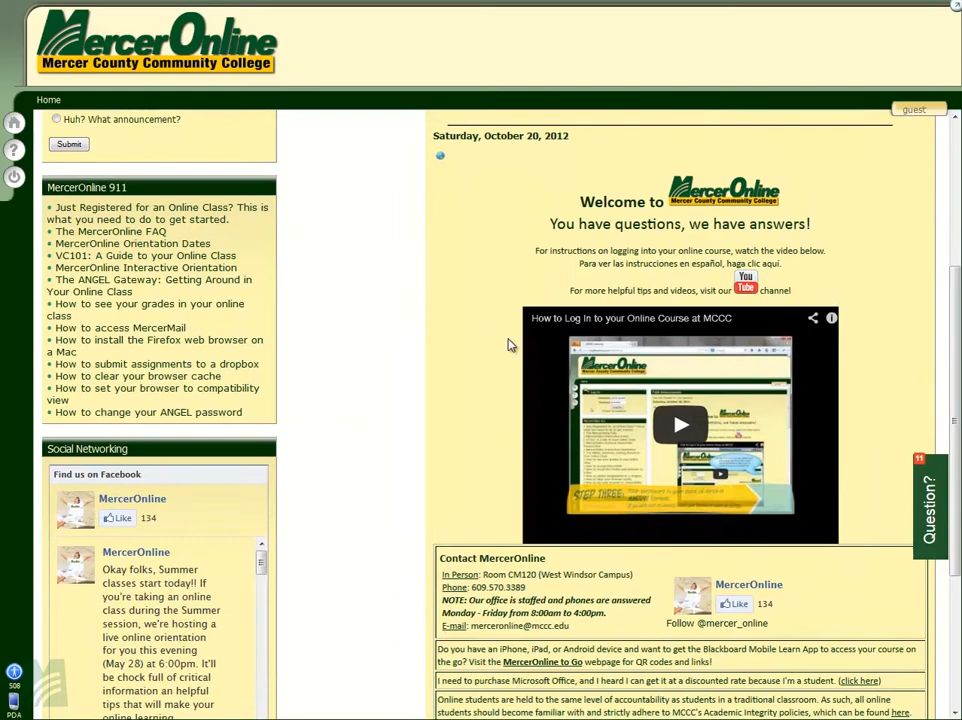 MercerOnline
Mercer County Community College
Home
guest
Huh? What announcement?
Submit
MercerOnline 911
Just Registered for an Online Class? This is
what you need to do to get started.
The MercerOnline FAQ
MercerOnline Orientation Dates
VC101: A Guide to your Online Class
MercerOnline Interactive Orientation
The ANGEL Gateway: Getting Around in
Your Online Class
How to see your grades in your online
class
How to access MercerMail
How to install the Firefox web browser on
a Mac
How to submit assignments to a dropbox
How to clear your browser cache
How to set your browser to compatibility
view
How to change your ANGEL password
Social Networking
Find us on Facebook
MercerOnline
Like 134
MercerOnline
Okay folks, Summer
classes start today!! If
you're taking an online
class during the Summer
session, we're hosting a
live online orientation
for you this evening
(May 28) at 6:00pm. It'll
be chock full of critical
information an helpful
tips that will make your
online learning
508
PDA
Saturday, October 20, 2012
Welcome to MercerOnline
Mercer County Community College
You have questions, we have answers!
For instructions on logging into your online course, watch the video below.
Para ver las instrucciones en español, haga clic aquí.
For more helpful tips and videos, visit our You Tube channel
How to Log In to your Online Course at MCCC
STEP THREE:
Contact MercerOnline
In Person: Room CM120 (West Windsor Campus)
Phone: 609.570.3389
NOTE: Our office is staffed and phones are answered
Monday - Friday from 8:00am to 4:00pm.
E-mail: merceronline@mccc.edu
MercerOnline
Like 134
Follow @mercer_online
Do you have an iPhone, iPad, or Android device and want to get the Blackboard Mobile Learn App to access your course on
the go? Visit the MercerOnline to Go webpage for QR codes and links!
I need to purchase Microsoft Office, and I heard I can get it at a discounted rate because I'm a student. (click here)
Online students are held to the same level of accountability as students in a traditional classroom. As such, all online
students should become familiar with and strictly adhere to MCCC's Academic Integrity policies, which can be found here.
11
Question?